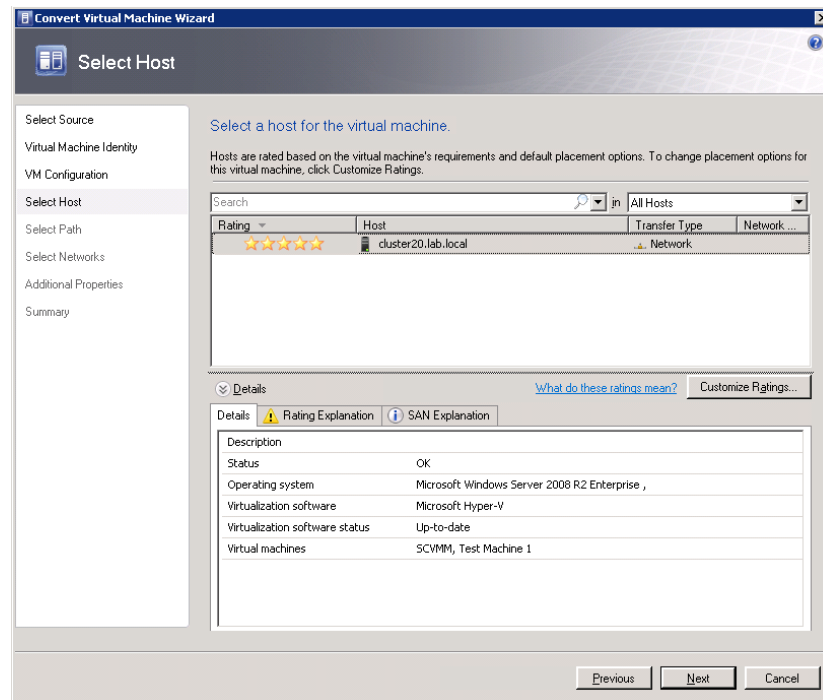 Convert Virtual Machine Wizard
Select Host
Select Source
Virtual Machine Identity
VM Configuration
Select Host
Select Path
Select Networks
Additional Properties
Summary
Select a host for the virtual machine.
Hosts are rated based on the virtual machine's requirements and default placement options. To change placement options for
this virtual machine, click Customize Ratings.
Search in All Hosts
Rating Host Transfer Type Network ...
cluster20.lab.local Network
Details What do these ratings mean? Customize Ratings...
Details Rating Explanation SAN Explanation
Description
Status OK
Operating system Microsoft Windows Server 2008 R2 Enterprise ,
Virtualization software Microsoft Hyper-V
Virtualization software status Up-to-date
Virtual machines SCVMM, Test Machine 1
Previous Next Cancel